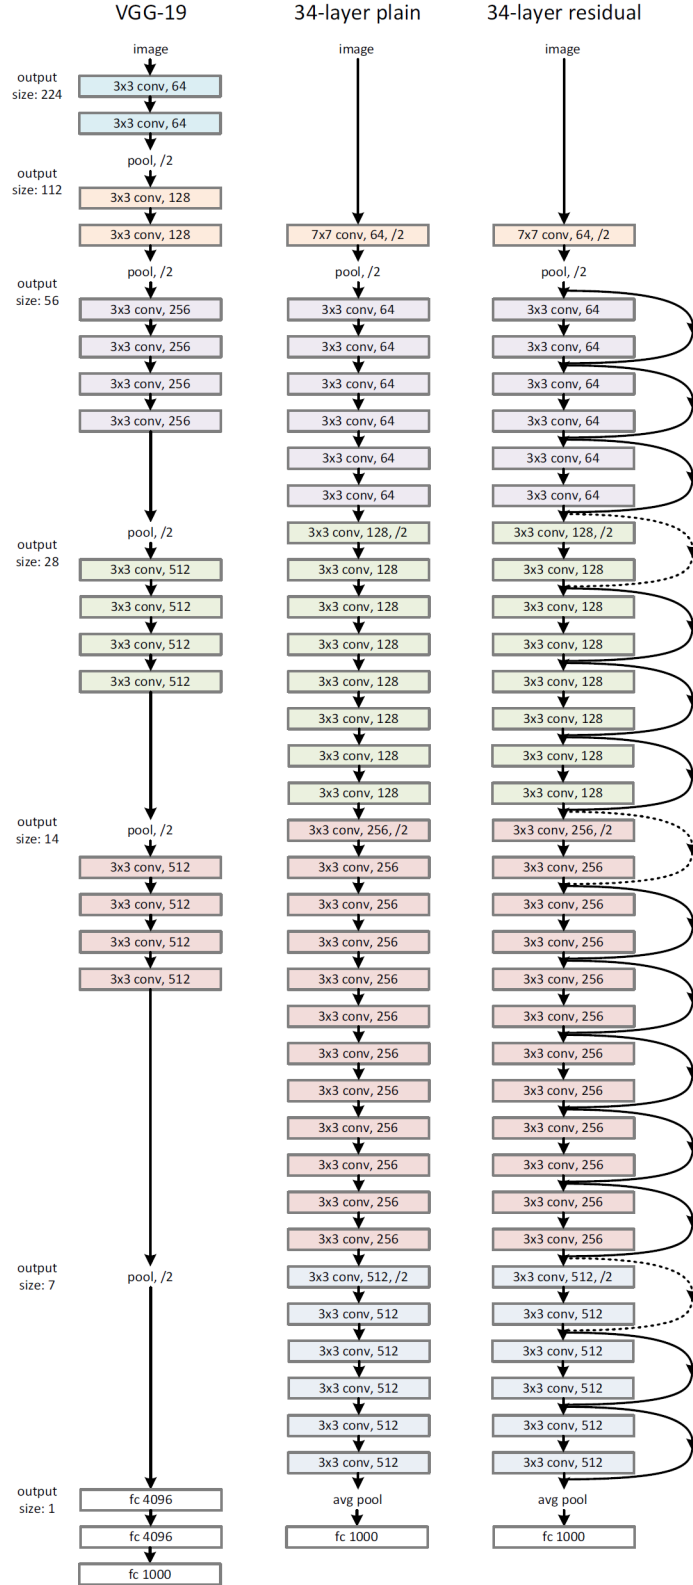 output
size: 224
output
size: 112
output
size: 56
output
size: 28
output
size: 14
output
size: 7
output
size: 1
VGG-19
image
3x3 conv, 64
3x3 conv, 64
pool, /2
3x3 conv, 128
3x3 conv, 128
pool, /2
3x3 conv, 256
3x3 conv, 256
3x3 conv, 256
3x3 conv, 256
pool, /2
3x3 conv, 512
3x3 conv, 512
3x3 conv, 512
3x3 conv, 512
pool, /2
3x3 conv, 512
3x3 conv, 512
3x3 conv, 512
3x3 conv, 512
pool, /2
fc 4096
fc 4096
fc 1000
34-layer plain
image
7x7 conv, 64, /2
pool, /2
3x3 conv, 64
3x3 conv, 64
3x3 conv, 64
3x3 conv, 64
3x3 conv, 64
3x3 conv, 64
3x3 conv, 128, /2
3x3 conv, 128
3x3 conv, 128
3x3 conv, 128
3x3 conv, 128
3x3 conv, 128
3x3 conv, 128
3x3 conv, 128
3x3 conv, 256, /2
3x3 conv, 256
3x3 conv, 256
3x3 conv, 256
3x3 conv, 256
3x3 conv, 256
3x3 conv, 256
3x3 conv, 256
3x3 conv, 256
3x3 conv, 256
3x3 conv, 256
3x3 conv, 256
3x3 conv, 512, /2
3x3 conv, 512
3x3 conv, 512
3x3 conv, 512
3x3 conv, 512
3x3 conv, 512
avg pool
fc 1000
34-layer residual
image
7x7 conv, 64, /2
pool, /2
3x3 conv, 64
3x3 conv, 64
3x3 conv, 64
3x3 conv, 64
3x3 conv, 64
3x3 conv, 64
3x3 conv, 128, /2
3x3 conv, 128
3x3 conv, 128
3x3 conv, 128
3x3 conv, 128
3x3 conv, 128
3x3 conv, 128
3x3 conv, 128
3x3 conv, 256, /2
3x3 conv, 256
3x3 conv, 256
3x3 conv, 256
3x3 conv, 256
3x3 conv, 256
3x3 conv, 256
3x3 conv, 256
3x3 conv, 256
3x3 conv, 256
3x3 conv, 256
3x3 conv, 256
3x3 conv, 512, /2
3x3 conv, 512
3x3 conv, 512
3x3 conv, 512
3x3 conv, 512
3x3 conv, 512
avg pool
fc 1000